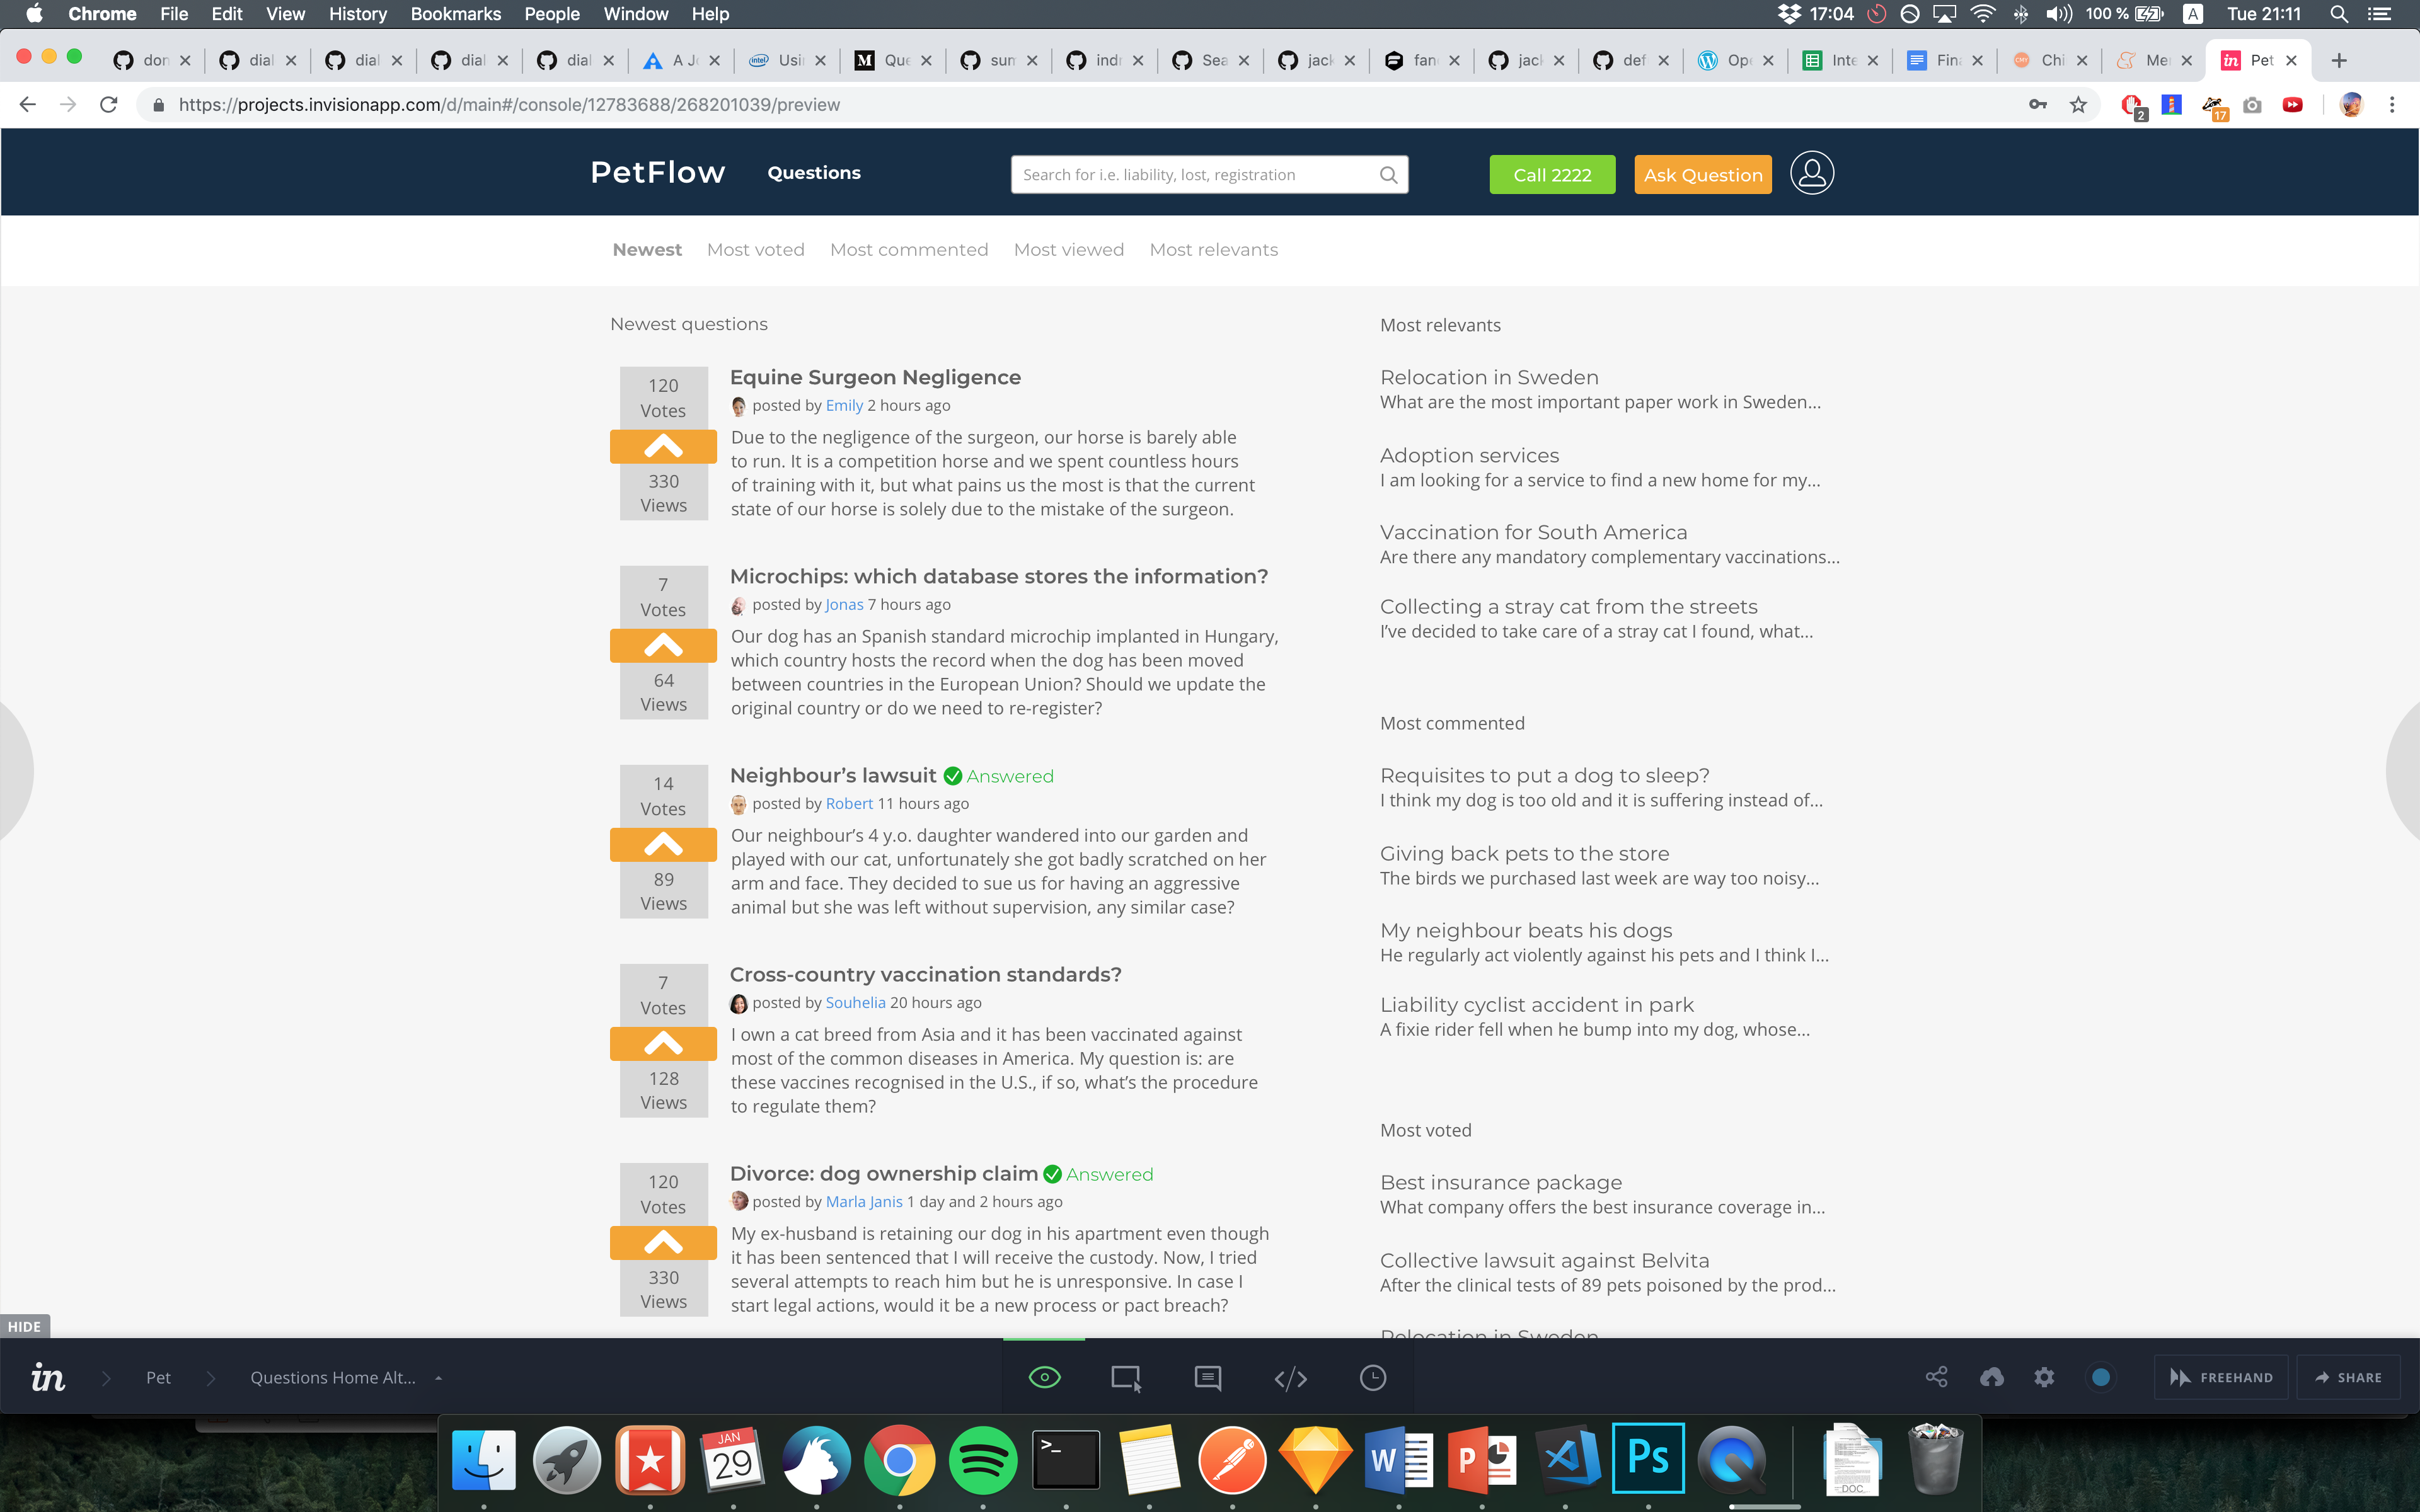 Chrome File Edit View History Bookmarks People Window Help 17:04 100 % A Tue 21:11
don dial dial dial dial A Jo intel Usi M Que sum indr Sea jack fan jack def Ope Inte Fina CHY Chi Me in Pet
https://projects.invisionapp.com/d/main#/console/12783688/268201039/preview 2 17
PetFlow Questions Search for i.e. liability, lost, registration Call 2222 Ask Question
Newest Most voted Most commented Most viewed Most relevants
Newest questions
120
Votes
330
Views
Equine Surgeon Negligence
posted by Emily 2 hours ago
Due to the negligence of the surgeon, our horse is barely able
to run. It is a competition horse and we spent countless hours
of training with it, but what pains us the most is that the current
state of our horse is solely due to the mistake of the surgeon.
7
Votes
64
Views
Microchips: which database stores the information?
posted by Jonas 7 hours ago
Our dog has an Spanish standard microchip implanted in Hungary,
which country hosts the record when the dog has been moved
between countries in the European Union? Should we update the
original country or do we need to re-register?
14
Votes
89
Views
Neighbour’s lawsuit Answered
posted by Robert 11 hours ago
Our neighbour’s 4 y.o. daughter wandered into our garden and
played with our cat, unfortunately she got badly scratched on her
arm and face. They decided to sue us for having an aggressive
animal but she was left without supervision, any similar case?
7
Votes
128
Views
Cross-country vaccination standards?
posted by Souhelia 20 hours ago
I own a cat breed from Asia and it has been vaccinated against
most of the common diseases in America. My question is: are
these vaccines recognised in the U.S., if so, what’s the procedure
to regulate them?
120
Votes
330
Views
Divorce: dog ownership claim Answered
posted by Marla Janis 1 day and 2 hours ago
My ex-husband is retaining our dog in his apartment even though
it has been sentenced that I will receive the custody. Now, I tried
several attempts to reach him but he is unresponsive. In case I
start legal actions, would it be a new process or pact breach?
Most relevants
Relocation in Sweden
What are the most important paper work in Sweden...
Adoption services
I am looking for a service to find a new home for my...
Vaccination for South America
Are there any mandatory complementary vaccinations...
Collecting a stray cat from the streets
I’ve decided to take care of a stray cat I found, what...
Most commented
Requisites to put a dog to sleep?
I think my dog is too old and it is suffering instead of...
Giving back pets to the store
The birds we purchased last week are way too noisy...
My neighbour beats his dogs
He regularly act violently against his pets and I think I...
Liability cyclist accident in park
A fixie rider fell when he bump into my dog, whose...
Most voted
Best insurance package
What company offers the best insurance coverage in...
Collective lawsuit against Belvita
After the clinical tests of 89 pets poisoned by the prod...
Relocation in Sweden
HIDE
in Pet Questions Home Alt... </> FREEHAND SHARE
JAN
29
>_
W
P
Ps
DOC